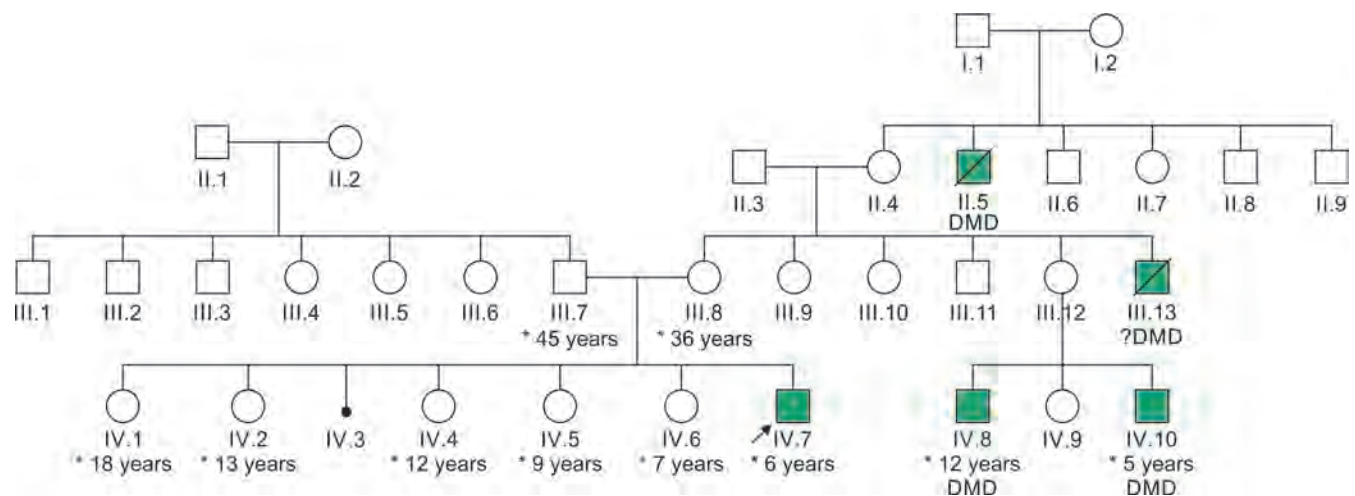 I.1 I.2
II.1 II.2 II.3 II.4 II.5 II.6 II.7 II.8 II.9
DMD
III.1 III.2 III.3 III.4 III.5 III.6 III.7 III.8 III.9 III.10 III.11 III.12 III.13
* 45 years * 36 years ?DMD
IV.1 IV.2 IV.3 IV.4 IV.5 IV.6 IV.7 IV.8 IV.9 IV.10
* 18 years * 13 years * 12 years * 9 years * 7 years * 6 years * 12 years * 5 years
DMD DMD